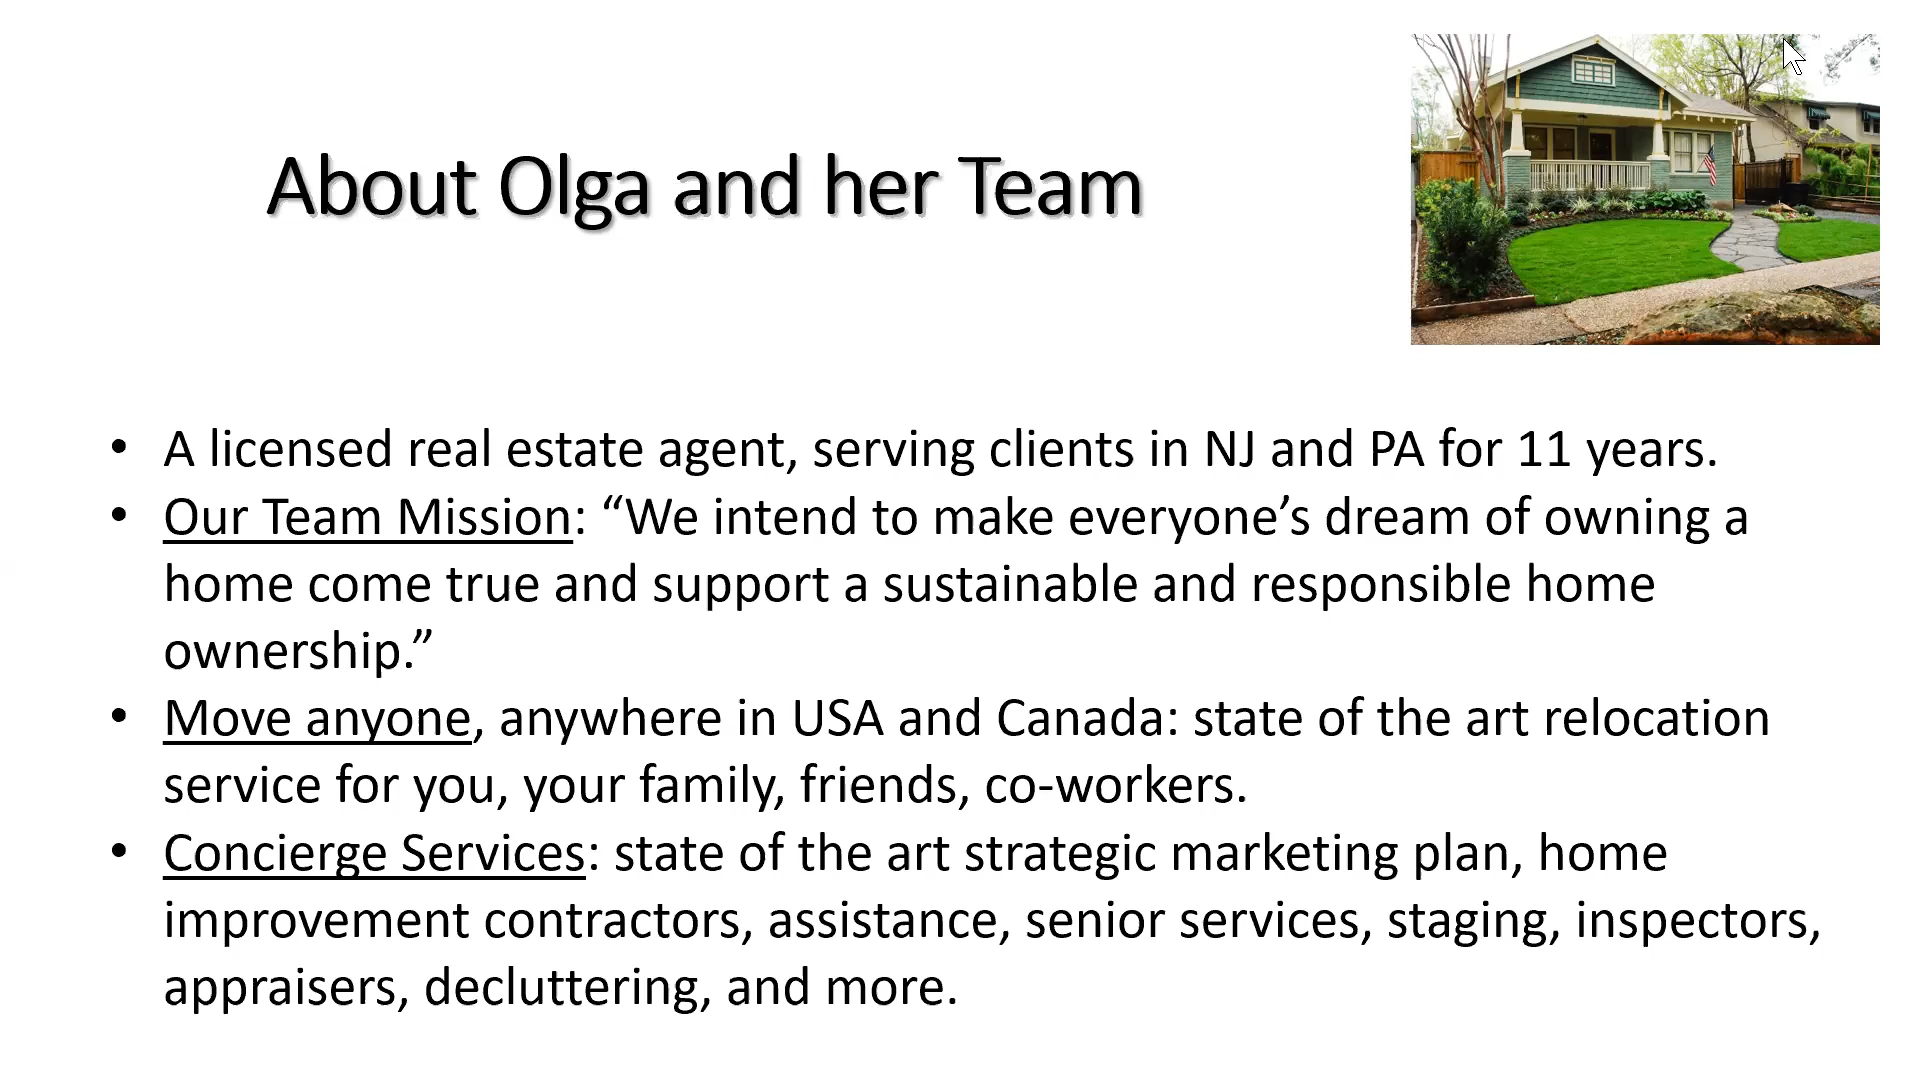 About Olga and her Team
• A licensed real estate agent, serving clients in NJ and PA for 11 years.
• Our Team Mission: “We intend to make everyone’s dream of owning a
home come true and support a sustainable and responsible home
ownership.”
• Move anyone, anywhere in USA and Canada: state of the art relocation
service for you, your family, friends, co-workers.
• Concierge Services: state of the art strategic marketing plan, home
improvement contractors, assistance, senior services, staging, inspectors,
appraisers, decluttering, and more.